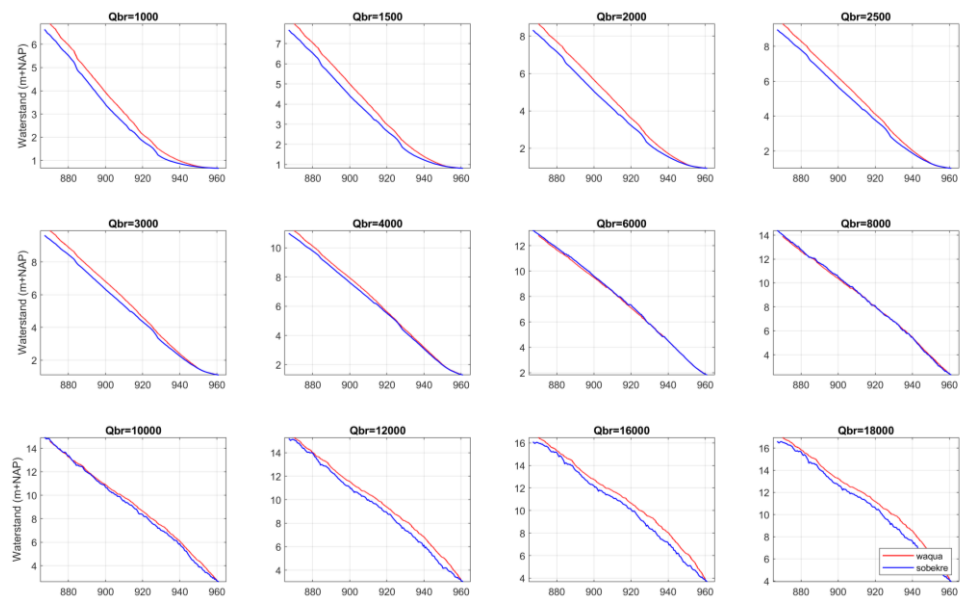 Qbr=1000 Qbr=1500 Qbr=2000 Qbr=2500
Waterstand (m+NAP)
6 5 4 3 2 1
880 900 920 940 960
7 6 5 4 3 2 1
880 900 920 940 960
8 6 4 2
880 900 920 940 960
8 6 4 2
880 900 920 940 960
Qbr=3000 Qbr=4000 Qbr=6000 Qbr=8000
Waterstand (m+NAP)
8 6 4 2
880 900 920 940 960
10 8 6 4 2
880 900 920 940 960
12 10 8 6 4 2
880 900 920 940 960
14 12 10 8 6 4
880 900 920 940 960
Qbr=10000 Qbr=12000 Qbr=16000 Qbr=18000
Waterstand (m+NAP)
14 12 10 8 6 4
880 900 920 940 960
14 12 10 8 6 4
880 900 920 940 960
16 14 12 10 8 6 4
880 900 920 940 960
16 14 12 10 8 6 4
880 900 920 940 960
waqua
sobekre